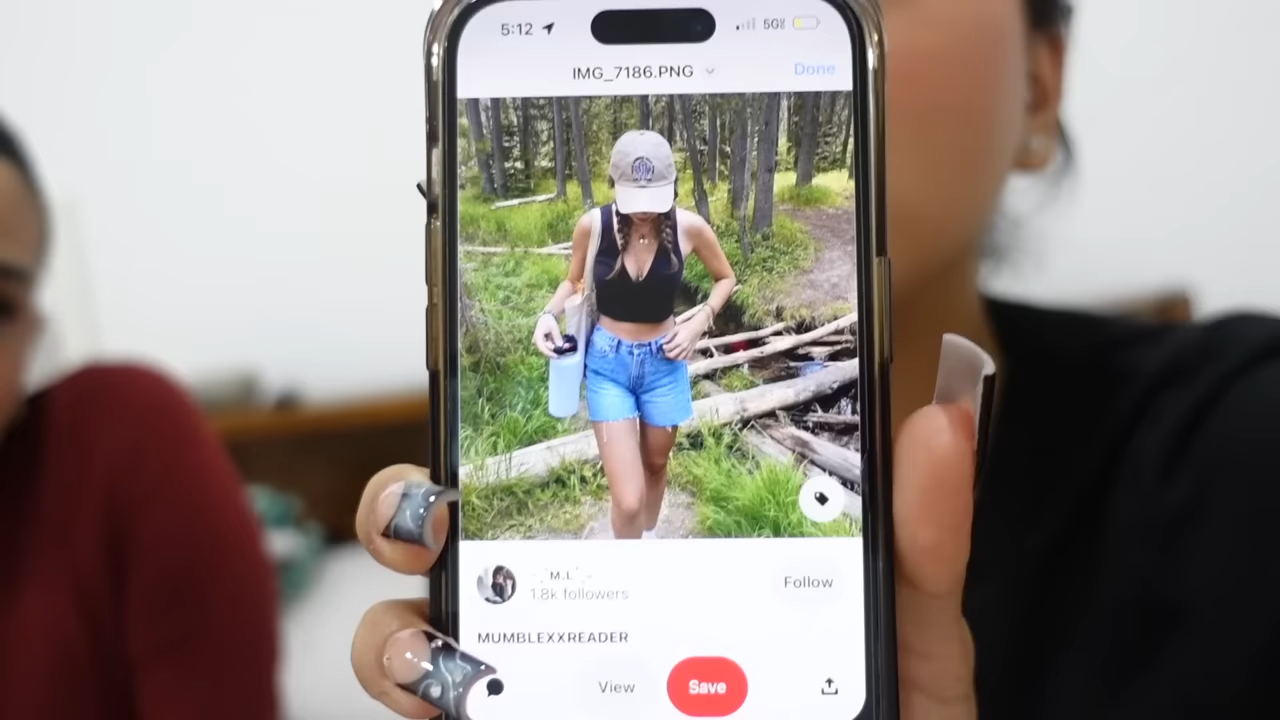 5:12
5G
IMG_7186.PNG
Done
M.L
1.8k followers
Follow
MUMBLEXXREADER
View
Save